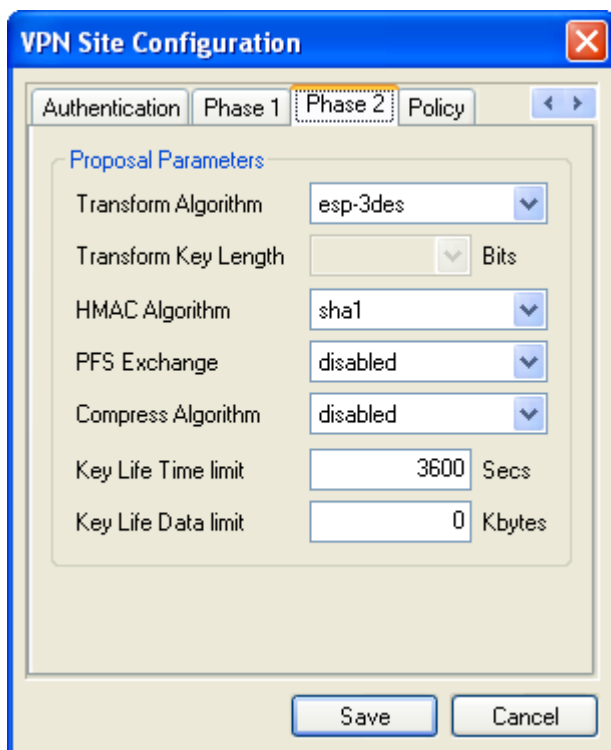 VPN Site Configuration
Authentication Phase 1 Phase 2 Policy
Proposal Parameters
Transform Algorithm esp-3des
Transform Key Length Bits
HMAC Algorithm sha1
PFS Exchange disabled
Compress Algorithm disabled
Key Life Time limit 3600 Secs
Key Life Data limit 0 Kbytes
Save Cancel